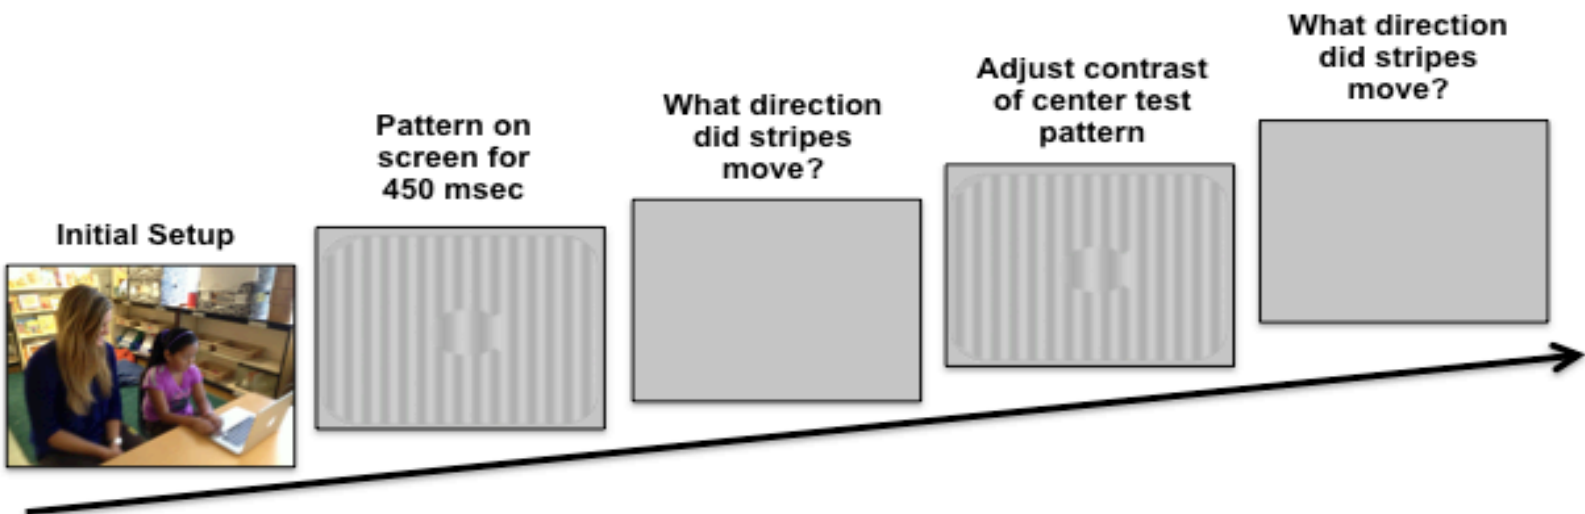 Initial Setup
Pattern on
screen for
450 msec
What direction
did stripes
move?
Adjust contrast
of center test
pattern
What direction
did stripes
move?